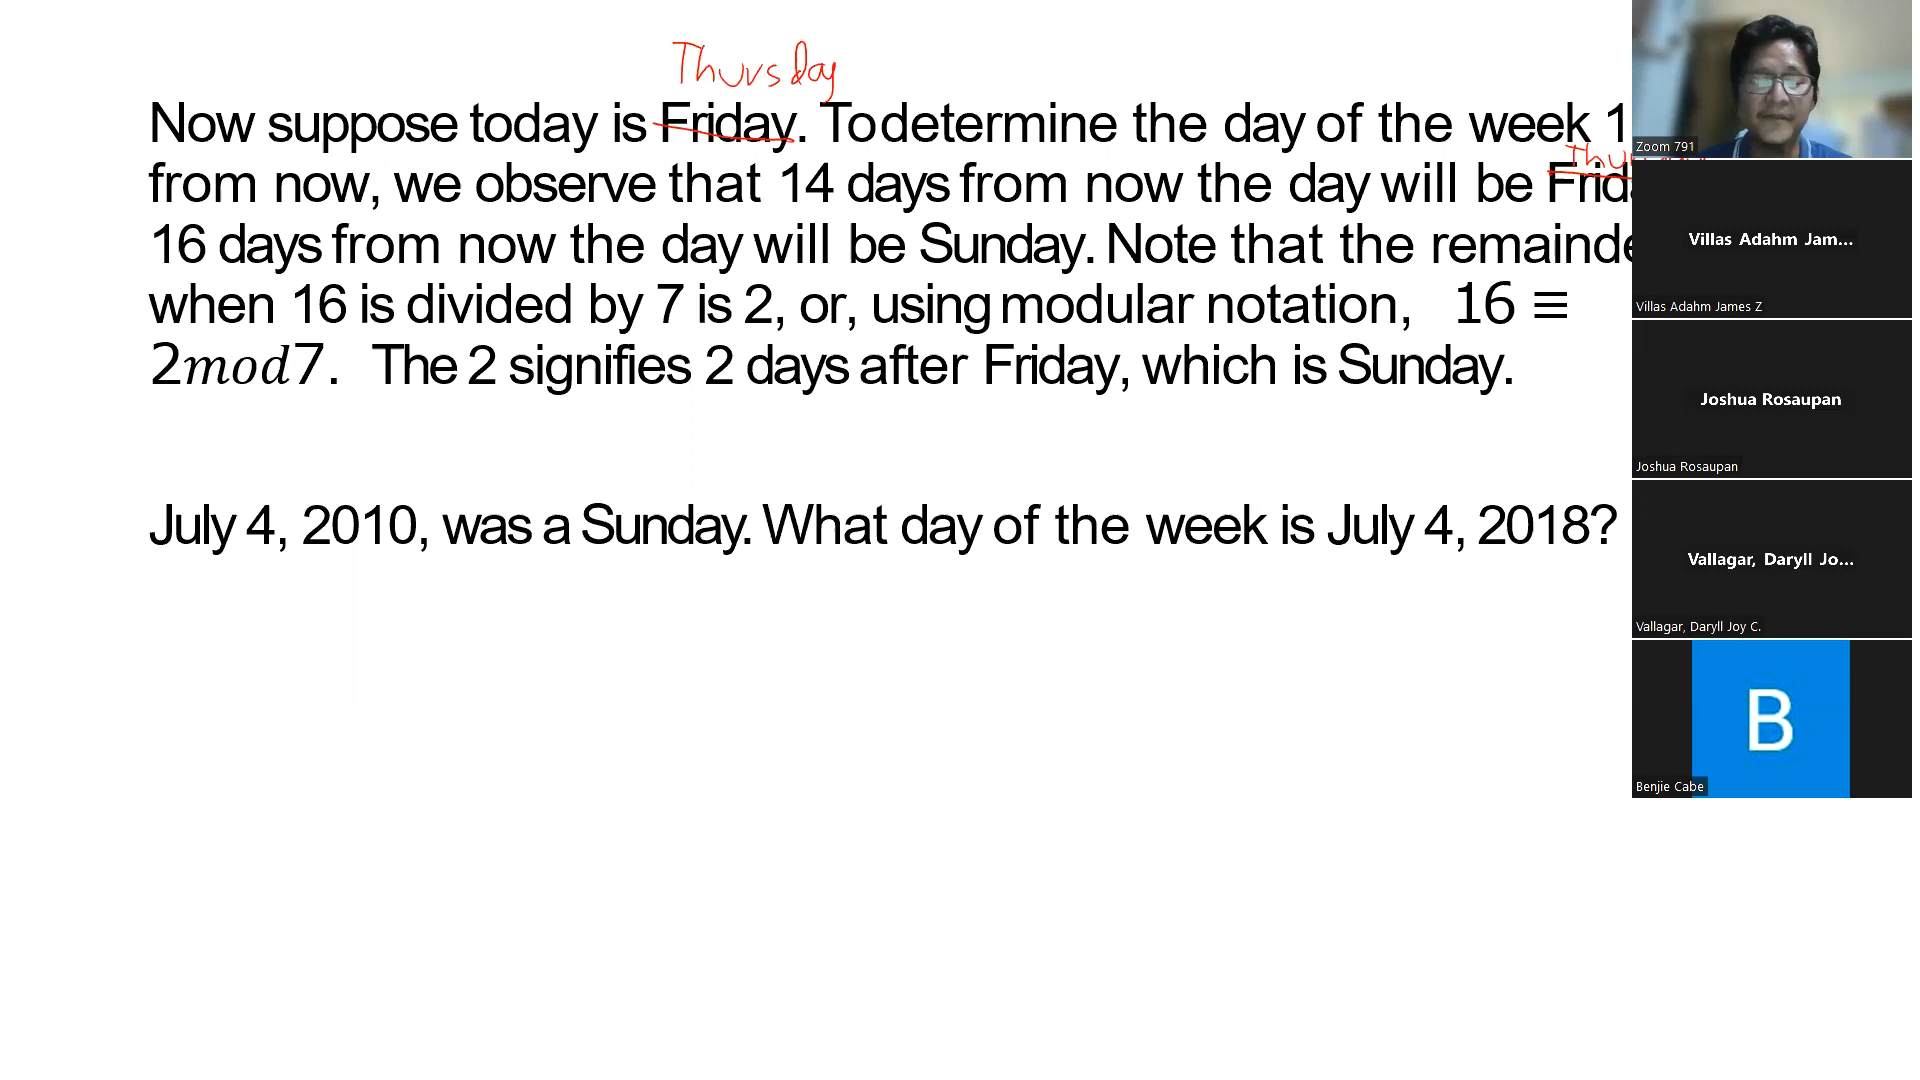 Thursday
Now suppose today is Friday. To determine the day of the week 1
from now, we observe that 14 days from now the day will be Frid
16 days from now the day will be Sunday. Note that the remainde
when 16 is divided by 7 is 2, or, using modular notation, 16 ≡
2mod7. The 2 signifies 2 days after Friday, which is Sunday.
July 4, 2010, was a Sunday. What day of the week is July 4, 2018?
Zoom 791
Villas Adahm Jam...
Villas Adahm James Z
Joshua Rosaupan
Joshua Rosaupan
Vallagar, Daryll Jo...
Vallagar, Daryll Joy C.
B
Benjie Cabe